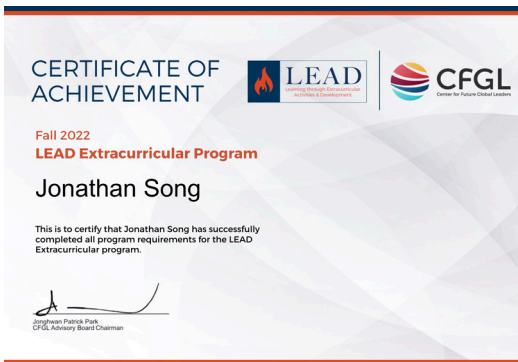 CERTIFICATE OF
ACHIEVEMENT
LEAD
Learning through Extracurricular
Activities & Development
CFGL
Center for Future Global Leaders
Fall 2022
LEAD Extracurricular Program
Jonathan Song
This is to certify that Jonathan Song has successfully
completed all program requirements for the LEAD
Extracurricular program.
Jonghwan Patrick Park
CFGL Advisory Board Chairman